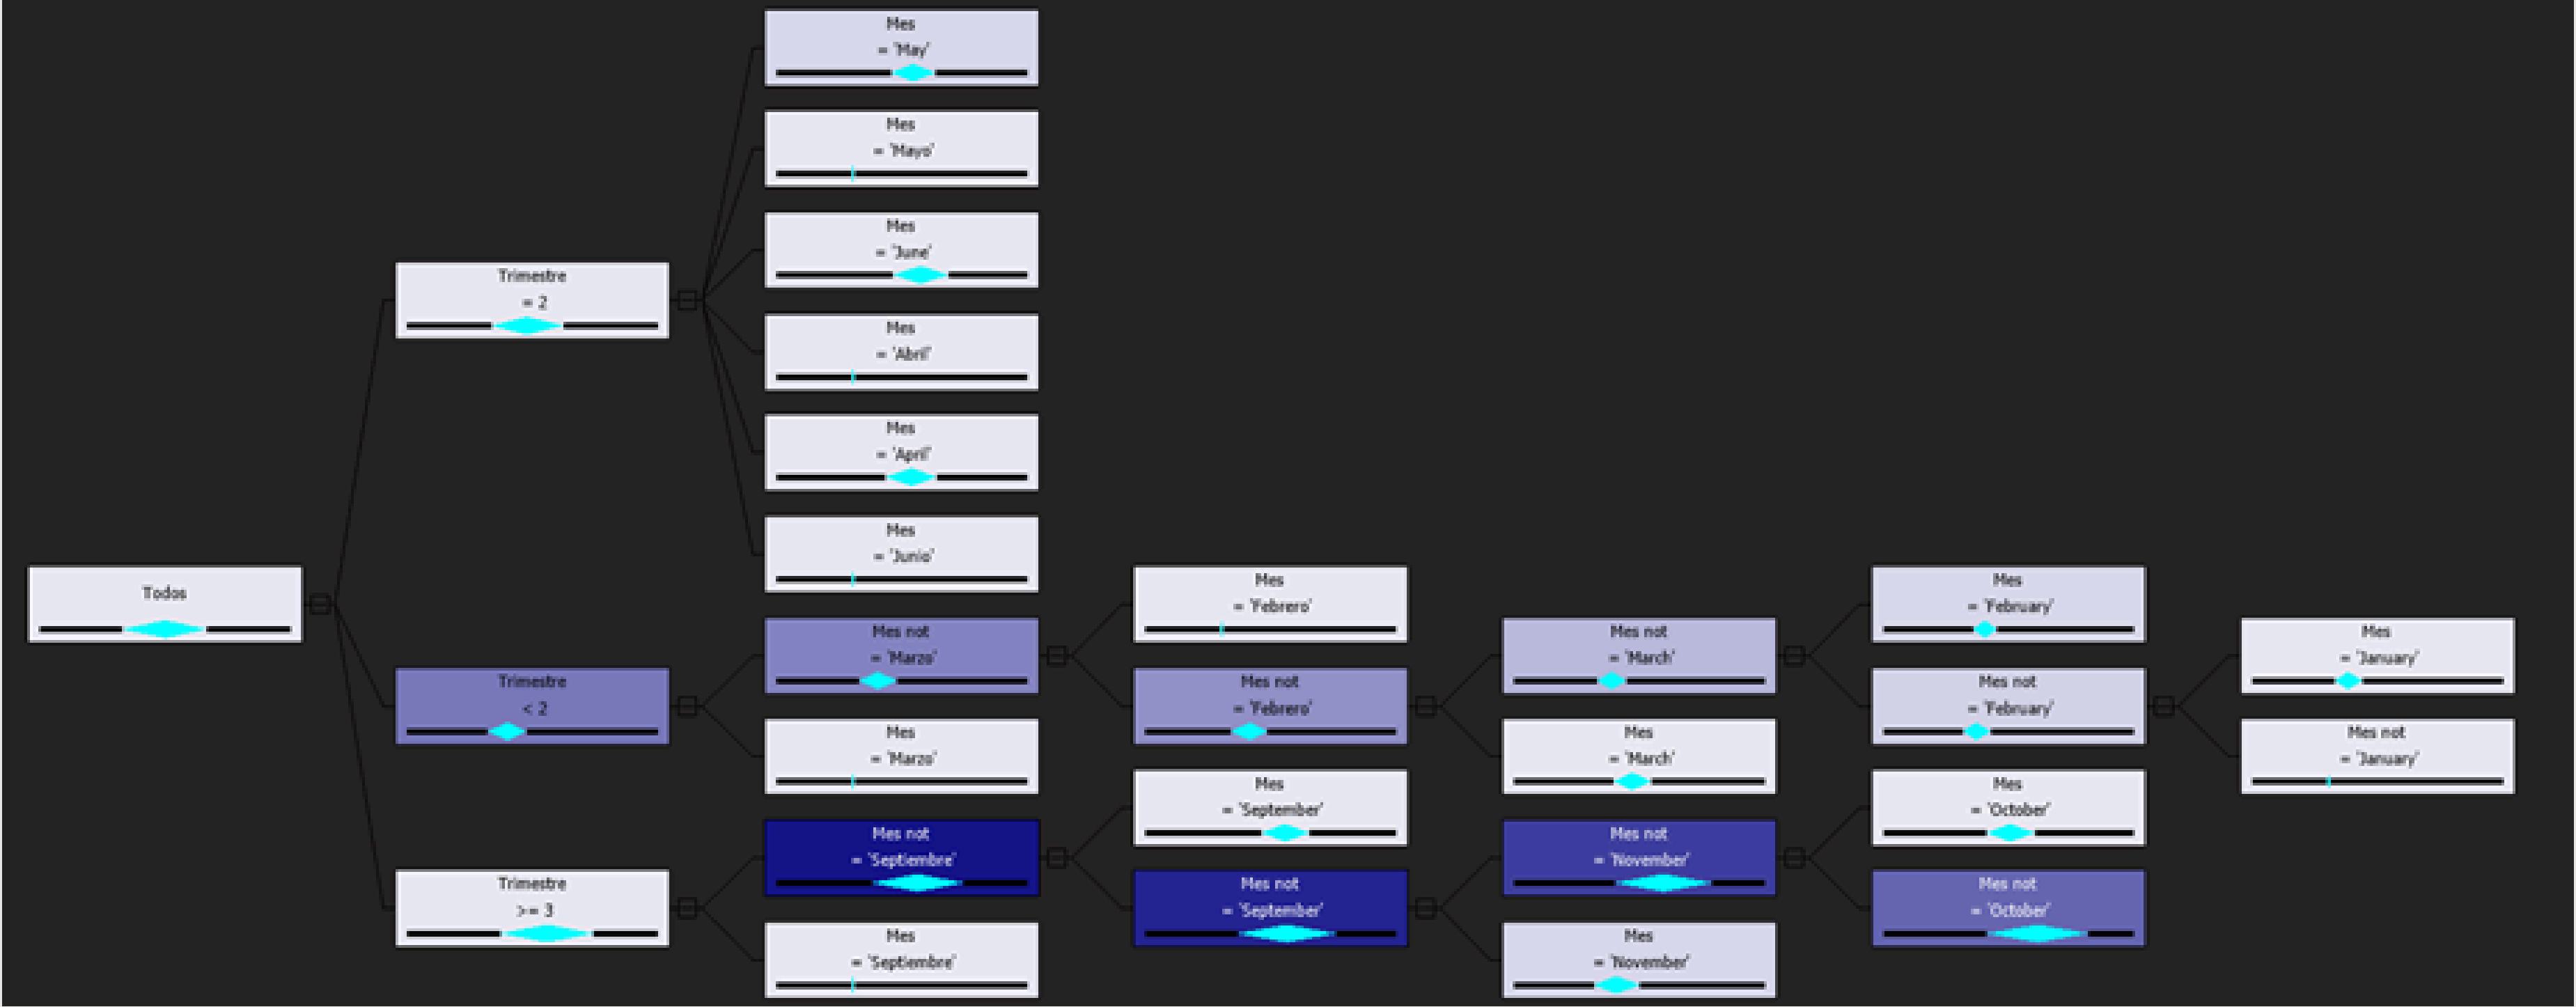 Todos
Trimestre
= 2
Trimestre
< 2
Trimestre
>= 3
Mes
= 'May'
Mes
= 'Mayo'
Mes
= 'June'
Mes
= 'Abril'
Mes
= 'April'
Mes
= 'Junio'
Mes not
= 'Marzo'
Mes
= 'Marzo'
Mes not
= 'Septiembre'
Mes
= 'Septiembre'
Mes
= 'Febrero'
Mes not
= 'Febrero'
Mes
= 'September'
Mes not
= 'September'
Mes not
= 'March'
Mes
= 'March'
Mes not
= 'November'
Mes
= 'November'
Mes
= 'February'
Mes not
= 'February'
Mes
= 'October'
Mes not
= 'October'
Mes
= 'January'
Mes not
= 'January'